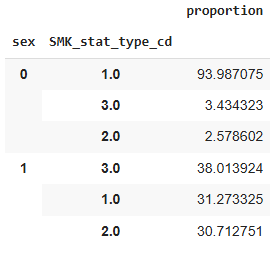 proportion
sex SMK_stat_type_cd
0 1.0 93.987075
3.0 3.434323
2.0 2.578602
1 3.0 38.013924
1.0 31.273325
2.0 30.712751